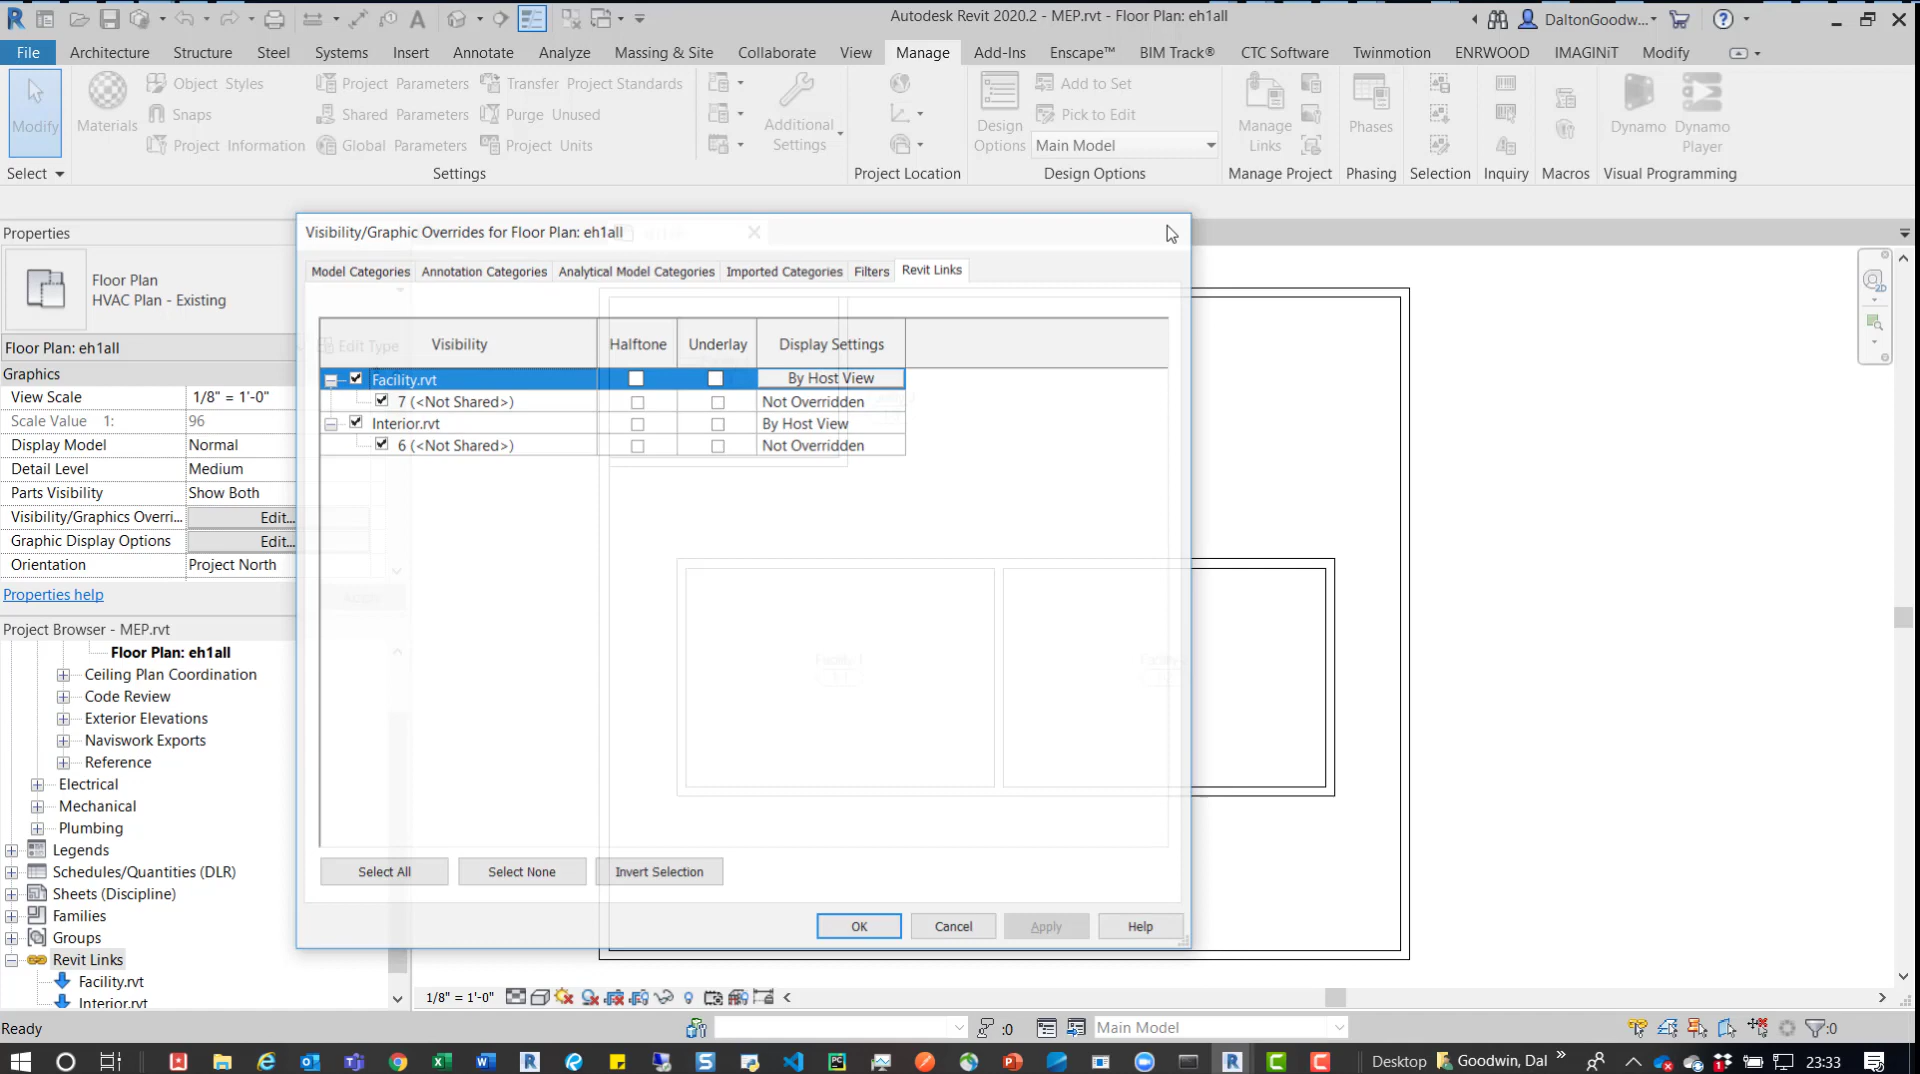 Autodesk Revit 2020.2 - MEP.rvt - Floor Plan: eh1all
DaltonGoodw...
File Architecture Structure Steel Systems Insert Annotate Analyze Massing & Site Collaborate View Manage Add-Ins Enscape™ BIM Track® CTC Software Twinmotion ENRWOOD IMAGINiT Modify
Modify
Materials
Object Styles
Snaps
Project Information
Project Parameters
Shared Parameters
Global Parameters
Transfer Project Standards
Purge Unused
Project Units
Additional Settings
Design Options
Add to Set
Pick to Edit
Main Model
Manage Links
Phases
Dynamo
Dynamo Player
Select
Settings
Project Location
Design Options
Manage Project
Phasing
Selection
Inquiry
Macros
Visual Programming
Properties
Floor Plan
HVAC Plan - Existing
Floor Plan: eh1all
Edit Type
Graphics
View Scale 1/8" = 1'-0"
Scale Value 1: 96
Display Model Normal
Detail Level Medium
Parts Visibility Show Both
Visibility/Graphics Overri... Edit...
Graphic Display Options Edit...
Orientation Project North
Properties help
Project Browser - MEP.rvt
Floor Plan: eh1all
Ceiling Plan Coordination
Code Review
Exterior Elevations
Naviswork Exports
Reference
Electrical
Mechanical
Plumbing
Legends
Schedules/Quantities (DLR)
Sheets (Discipline)
Families
Groups
Revit Links
Facility.rvt
Interior.rvt
Visibility/Graphic Overrides for Floor Plan: eh1all
Model Categories Annotation Categories Analytical Model Categories Imported Categories Filters Revit Links
Visibility Halftone Underlay Display Settings
Facility.rvt By Host View
7 (<Not Shared>) Not Overridden
Interior.rvt By Host View
6 (<Not Shared>) Not Overridden
Select All Select None Invert Selection
OK Cancel Apply Help
1/8" = 1'-0"
Ready
:0
Main Model
:0
Desktop
Goodwin, Dal
23:33